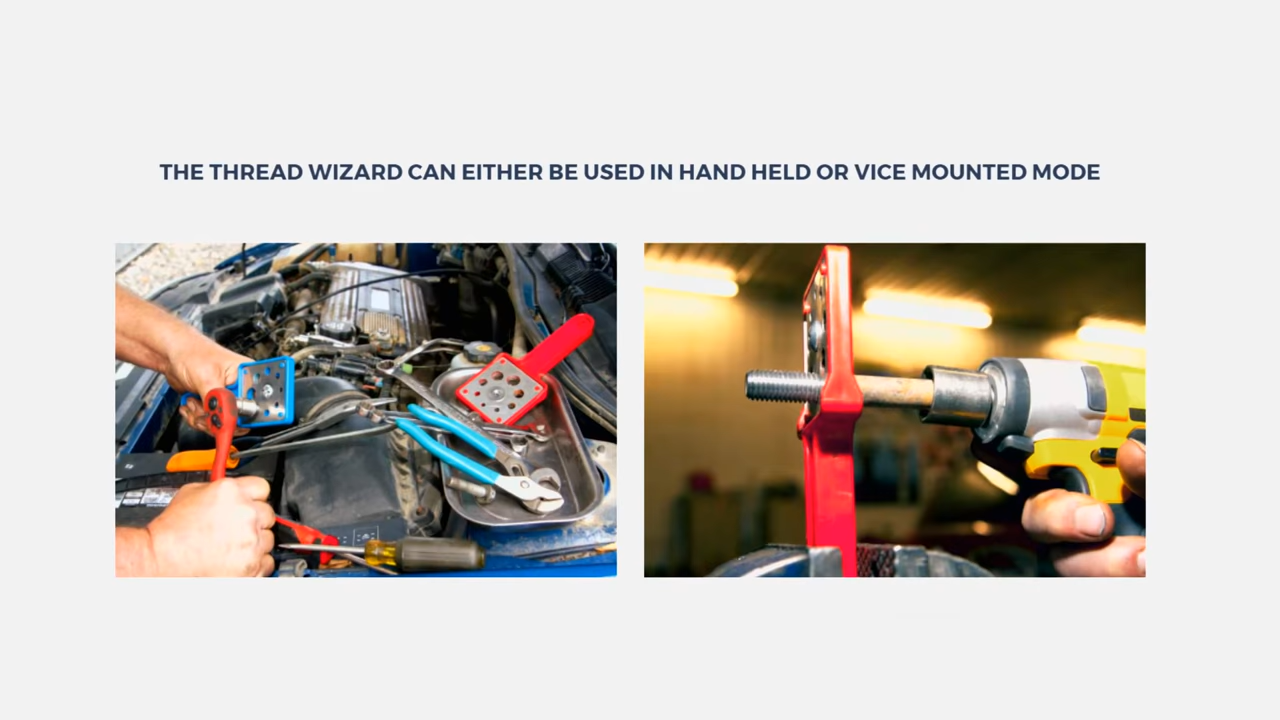 THE THREAD WIZARD CAN EITHER BE USED IN HAND HELD OR VICE MOUNTED MODE